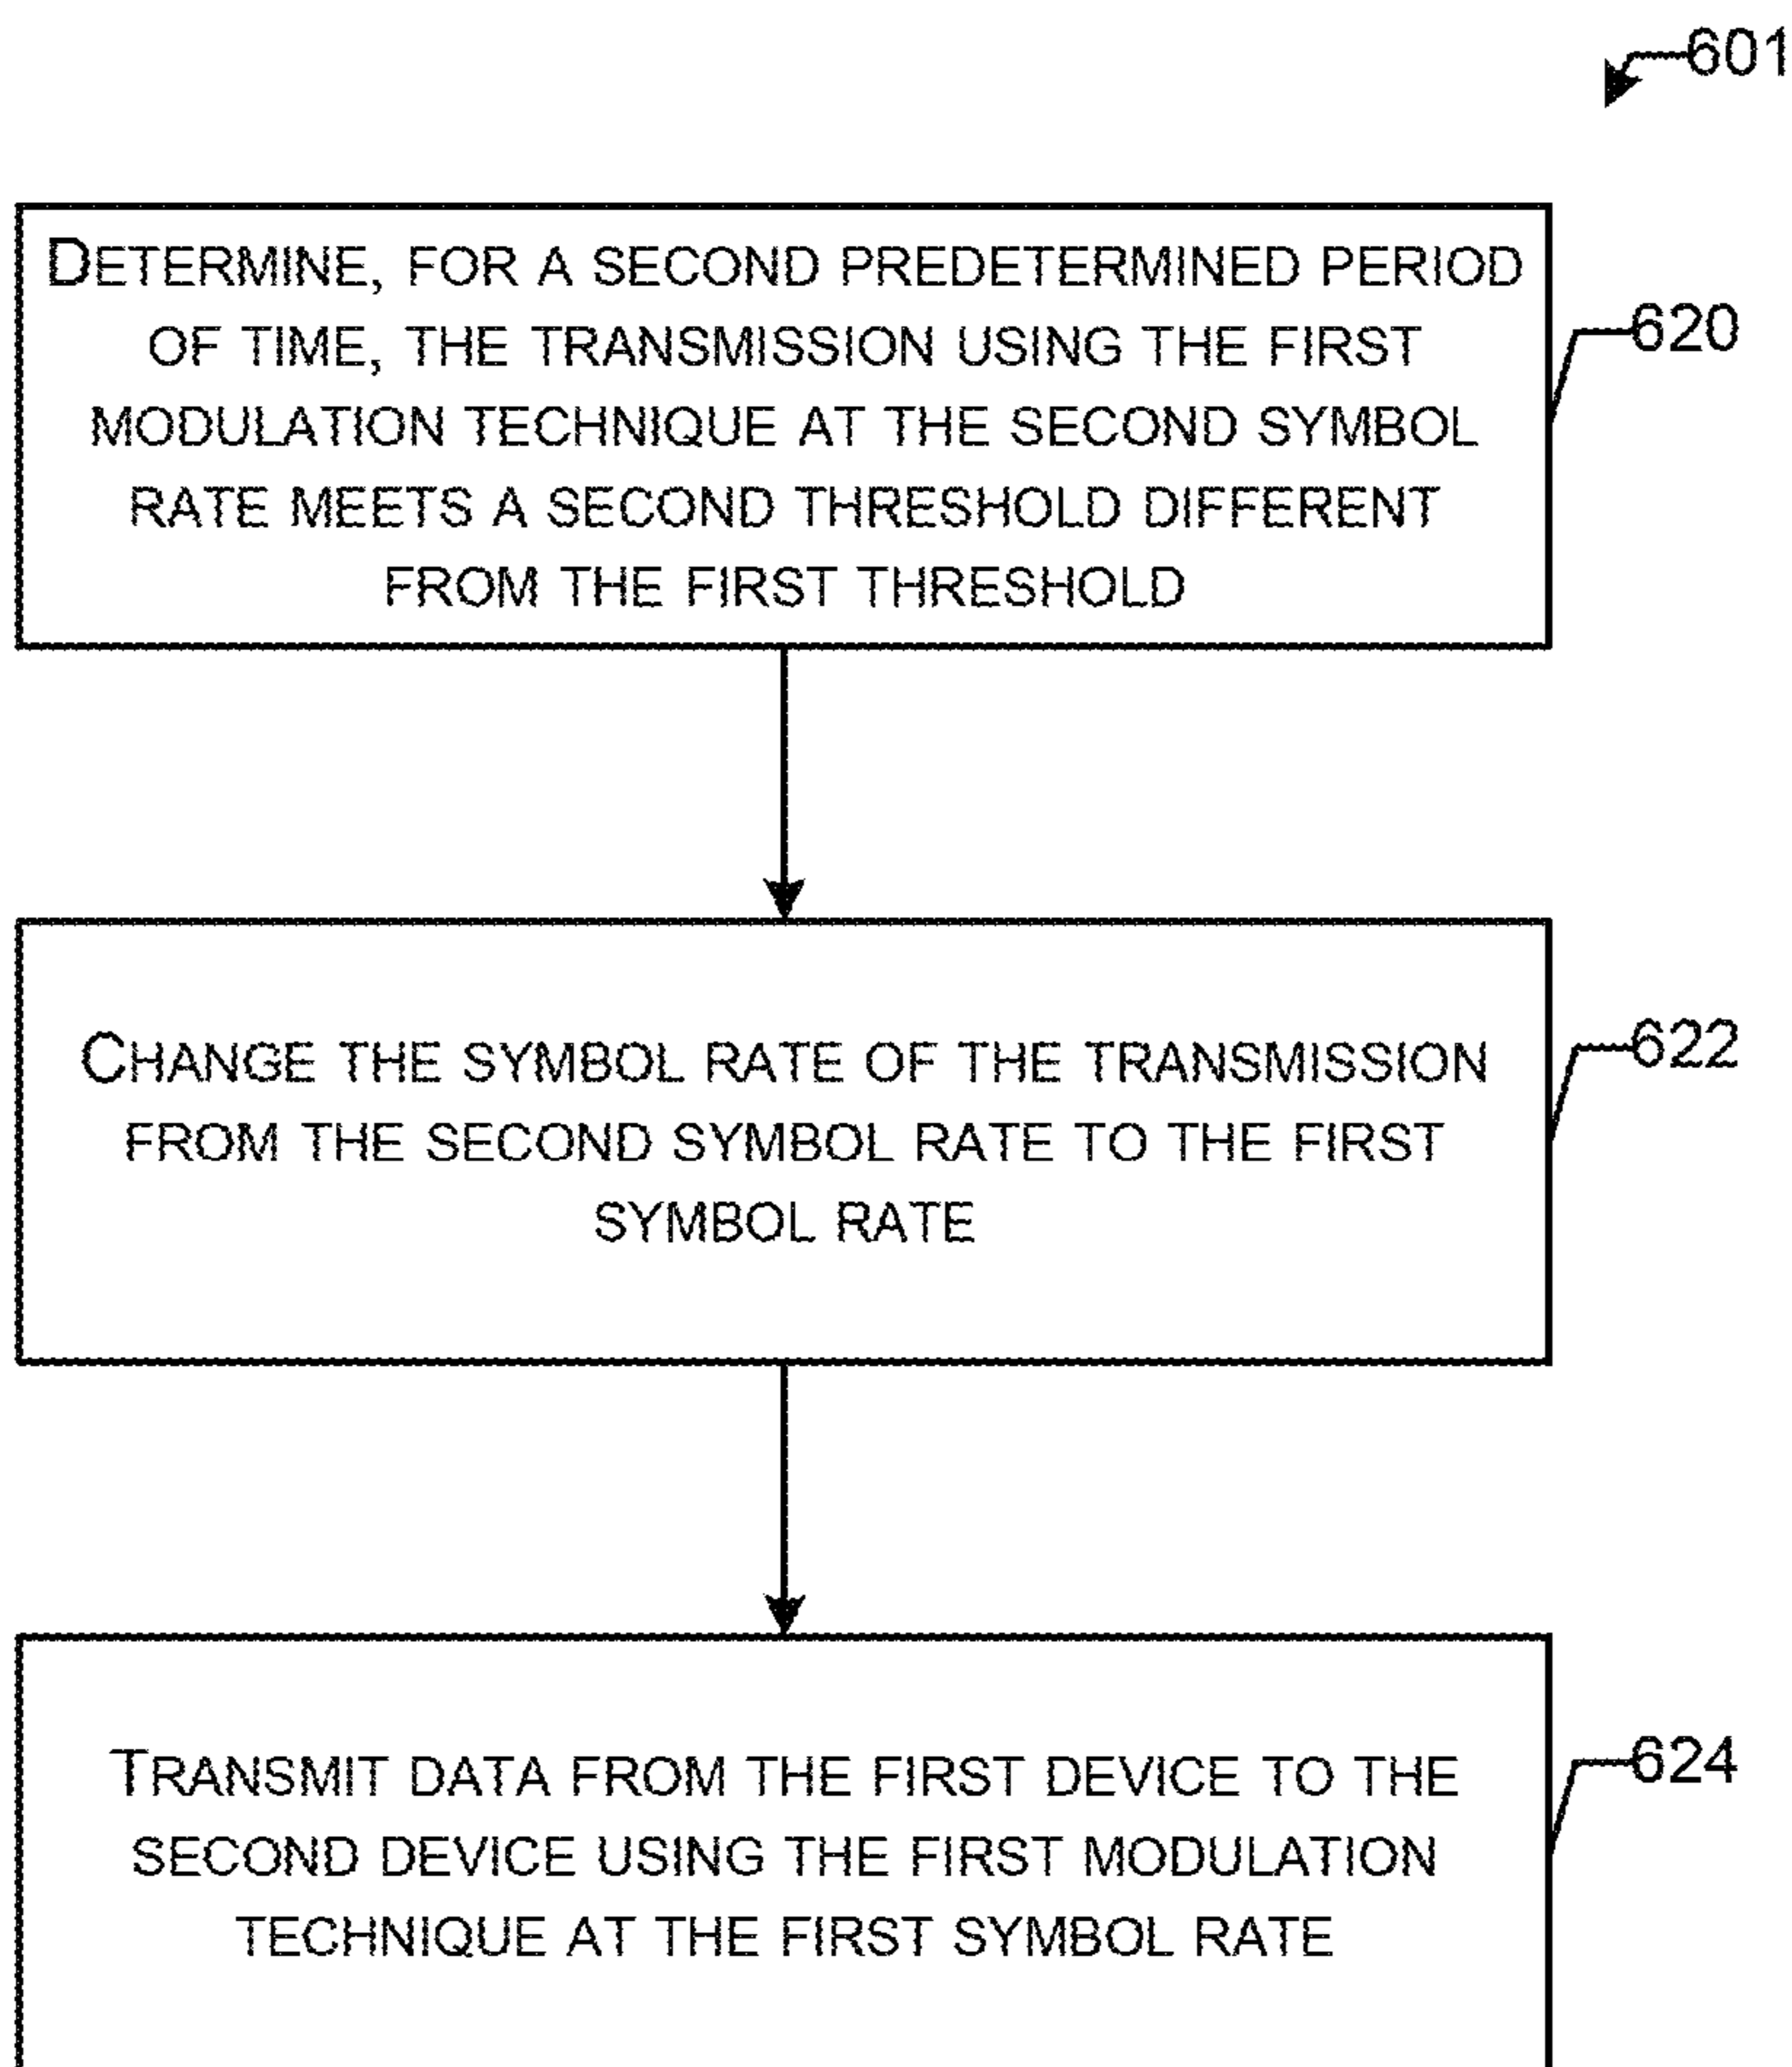 601
DETERMINE, FOR A SECOND PREDETERMINED PERIOD
OF TIME, THE TRANSMISSION USING THE FIRST
MODULATION TECHNIQUE AT THE SECOND SYMBOL
RATE MEETS A SECOND THRESHOLD DIFFERENT
FROM THE FIRST THRESHOLD
620
CHANGE THE SYMBOL RATE OF THE TRANSMISSION
FROM THE SECOND SYMBOL RATE TO THE FIRST
SYMBOL RATE
622
TRANSMIT DATA FROM THE FIRST DEVICE TO THE
SECOND DEVICE USING THE FIRST MODULATION
TECHNIQUE AT THE FIRST SYMBOL RATE
624